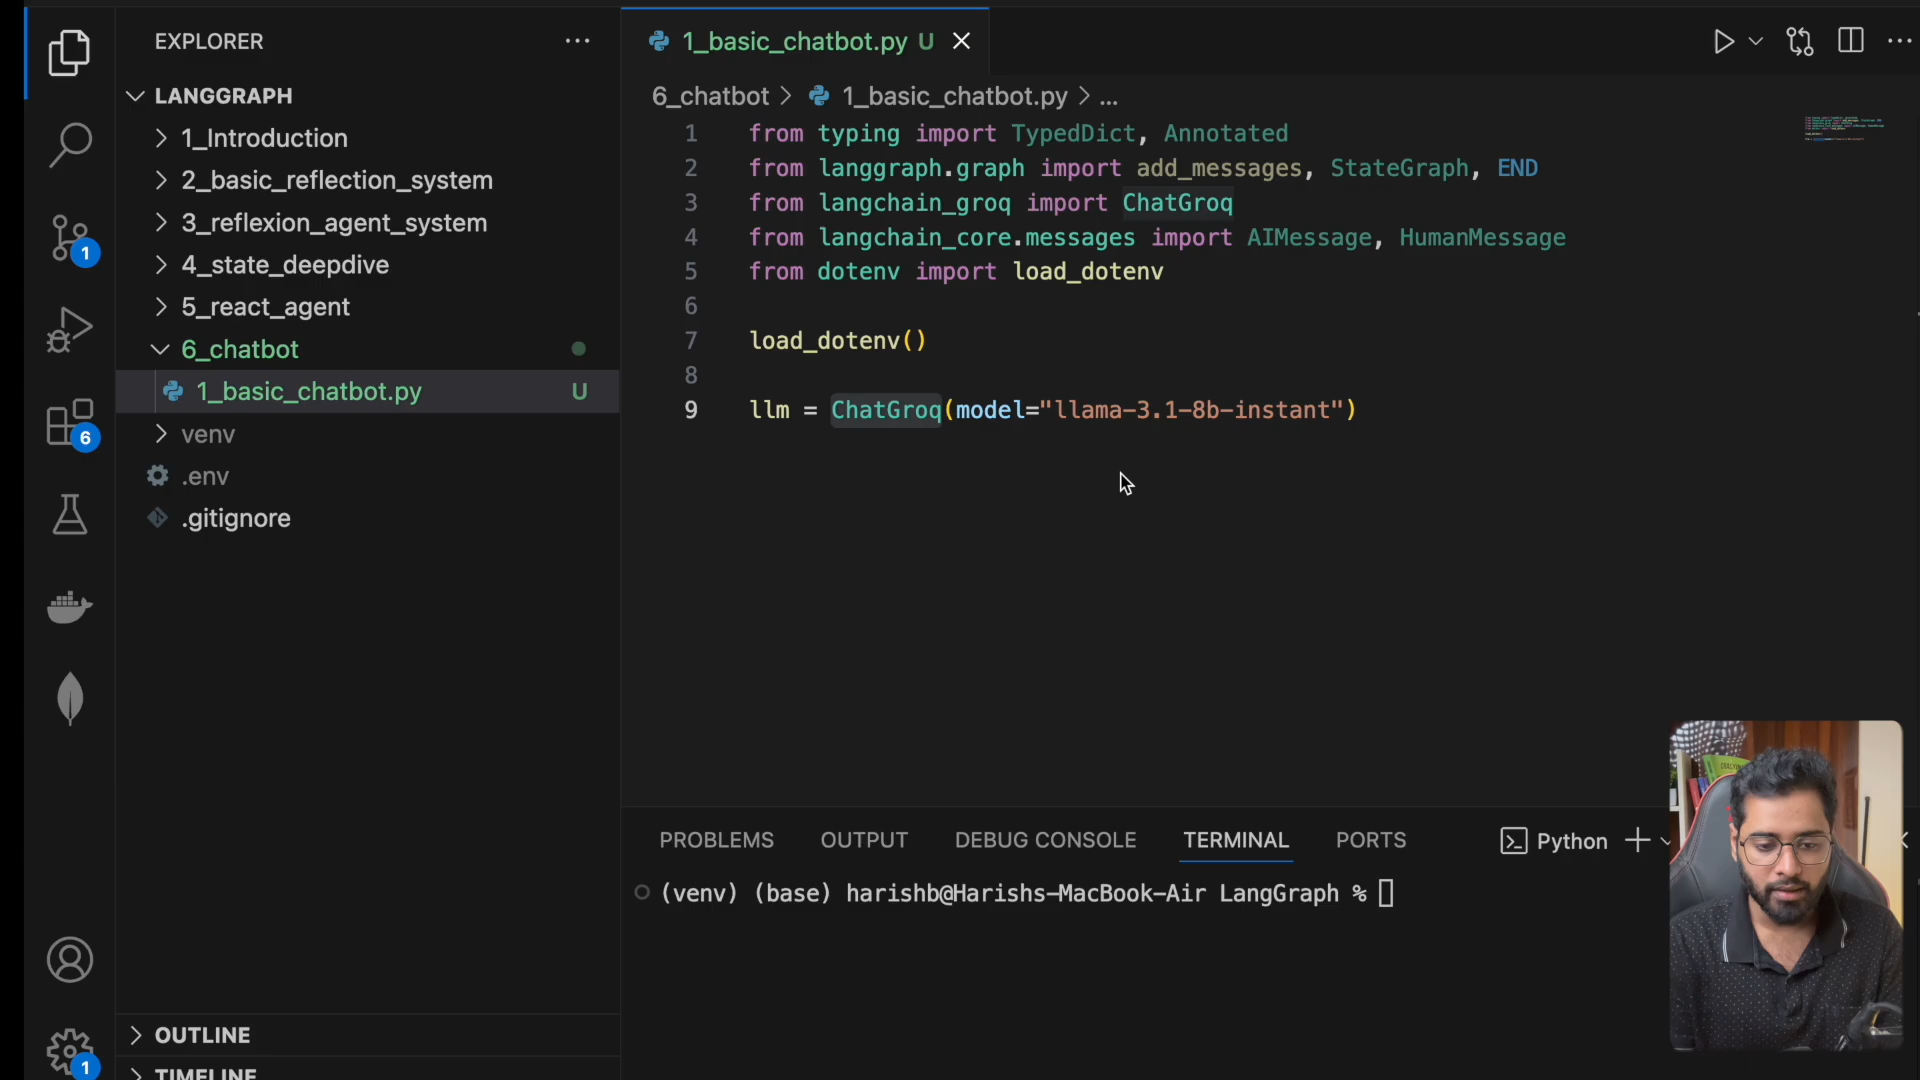 EXPLORER
LANGGRAPH
1_Introduction
2_basic_reflection_system
3_reflexion_agent_system
4_state_deepdive
5_react_agent
6_chatbot
1_basic_chatbot.py U
venv
.env
.gitignore
OUTLINE
TIMELINE
1
6
1
1_basic_chatbot.py U
6_chatbot > 1_basic_chatbot.py > ...
1 from typing import TypedDict, Annotated
2 from langgraph.graph import add_messages, StateGraph, END
3 from langchain_groq import ChatGroq
4 from langchain_core.messages import AIMessage, HumanMessage
5 from dotenv import load_dotenv
6
7 load_dotenv()
8
9 llm = ChatGroq(model="llama-3.1-8b-instant")
PROBLEMS OUTPUT DEBUG CONSOLE TERMINAL PORTS Python
(venv) (base) harishb@Harishs-MacBook-Air LangGraph %